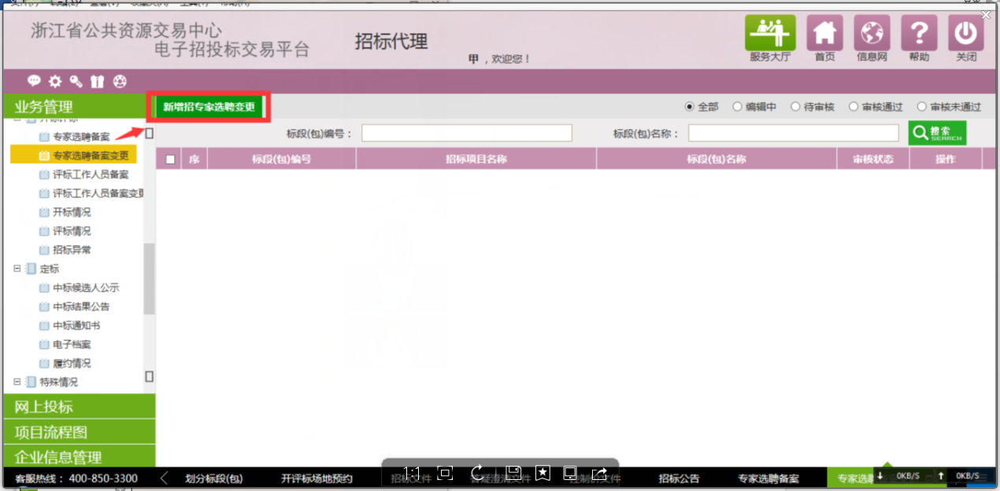 浙江省公共资源交易中心
电子招投标交易平台
招标代理
甲，欢迎您！
服务大厅
首页
信息网
帮助
关闭
业务管理
新增招专家选聘变更
全部
编辑中
待审核
审核通过
审核未通过
标段(包)编号：
标段(包)名称：
搜索
SEARCH
序
标段(包)编号
招标项目名称
标段(包)名称
审核状态
操作
专家选聘备案
专家选聘备案变更
评标工作人员备案
评标工作人员备案变更
开标情况
评标情况
招标异常
定标
中标候选人公示
中标结果公告
中标通知书
电子档案
履约情况
特殊情况
网上投标
项目流程图
企业信息管理
客服热线： 400-850-3300
划分标段(包)
开评标场地预约
招标文件
1:1
答疑澄清文件
控制价文件
招标公告
专家选聘备案
专家选聘
↓ 0KB/S
↑ 0KB/S